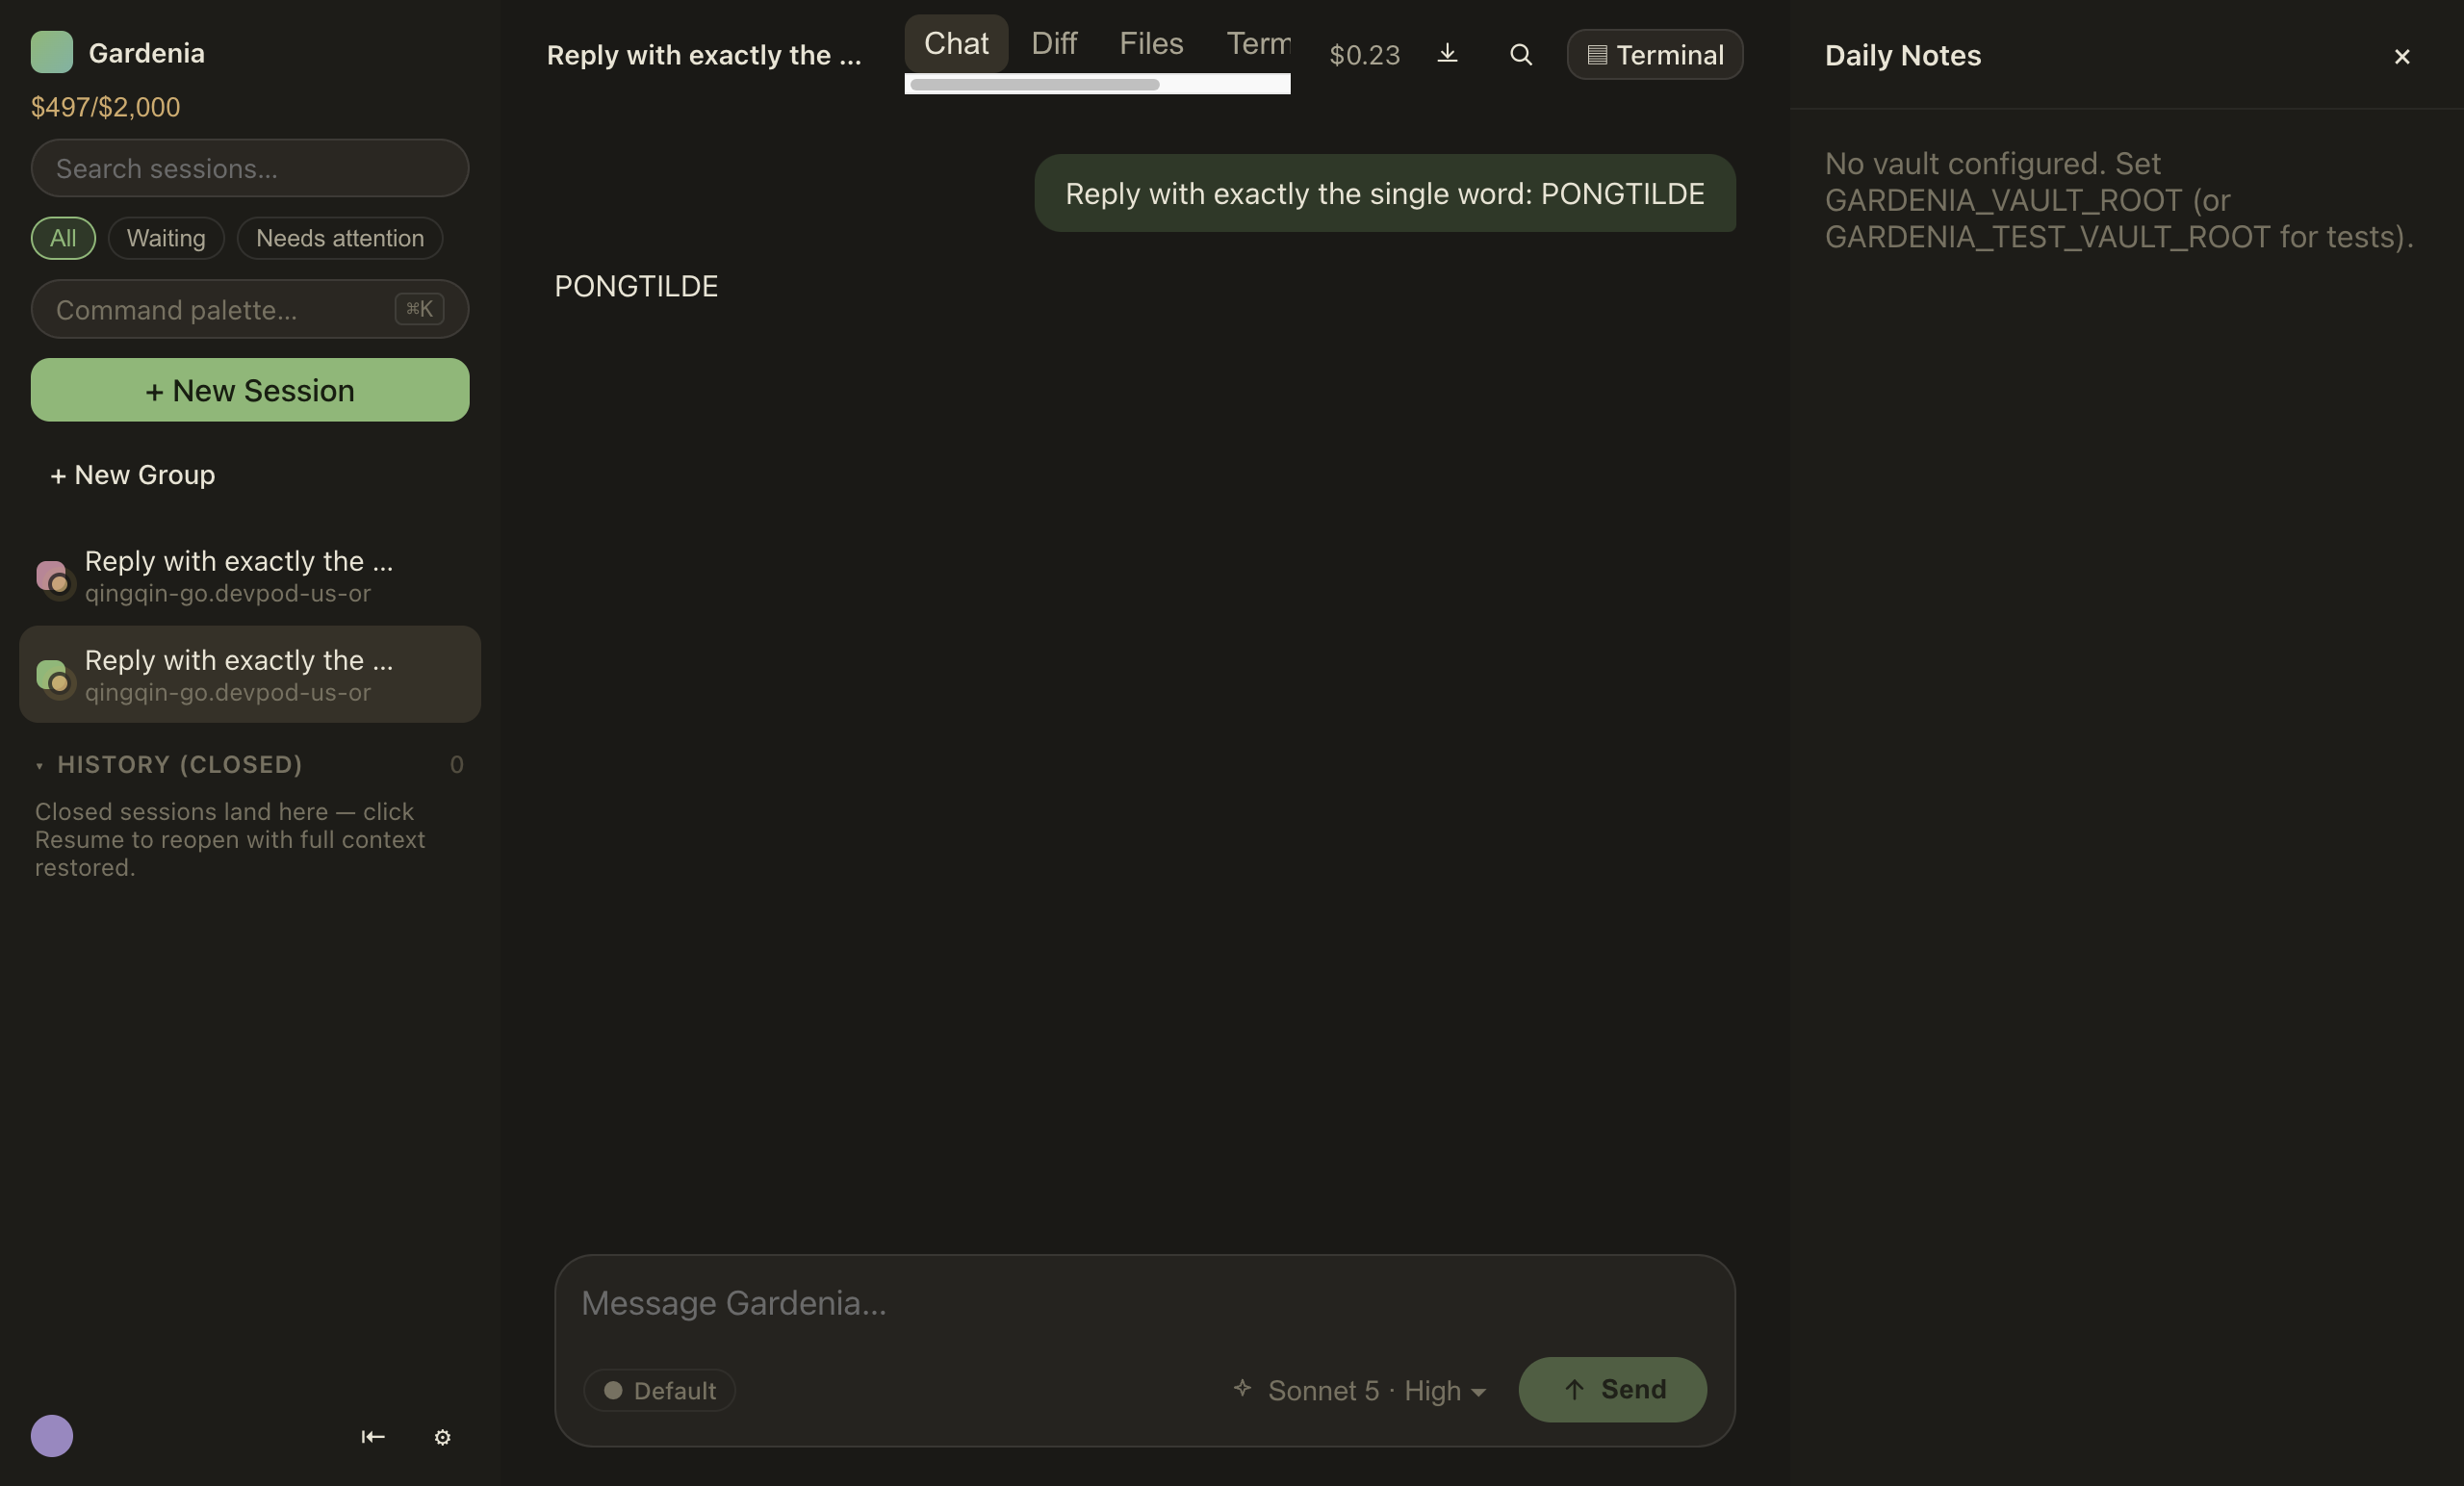 Gardenia
$497/$2,000
Search sessions...
All
Waiting
Needs attention
Command palette...
⌘K
+ New Session
+ New Group
Reply with exactly the ...
qingqin-go.devpod-us-or
Reply with exactly the ...
qingqin-go.devpod-us-or
HISTORY (CLOSED)
0
Closed sessions land here — click
Resume to reopen with full context
restored.
Reply with exactly the ...
Chat
Diff
Files
Term
$0.23
Terminal
Reply with exactly the single word: PONGTILDE
PONGTILDE
Message Gardenia...
Default
Sonnet 5 · High
Send
Daily Notes
No vault configured. Set
GARDENIA_VAULT_ROOT (or
GARDENIA_TEST_VAULT_ROOT for tests).